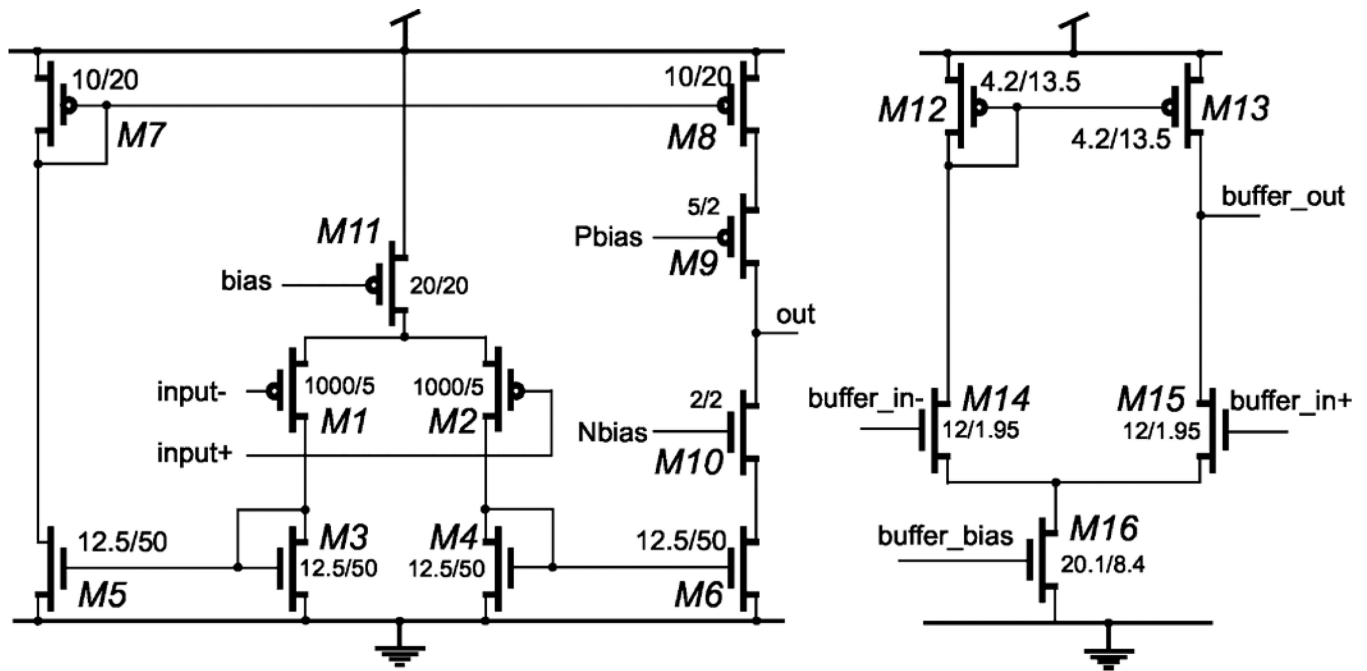 10/20
M7
10/20
M8
4.2/13.5
M12
M13
4.2/13.5
buffer_out
5/2
Pbias
M9
M11
bias
20/20
out
input-
1000/5
1000/5
M1
M2
input+
2/2
Nbias
M10
buffer_in-
M14
12/1.95
M15
12/1.95
buffer_in+
12.5/50
M5
M3
12.5/50
M4
12.5/50
12.5/50
M6
buffer_bias
M16
20.1/8.4